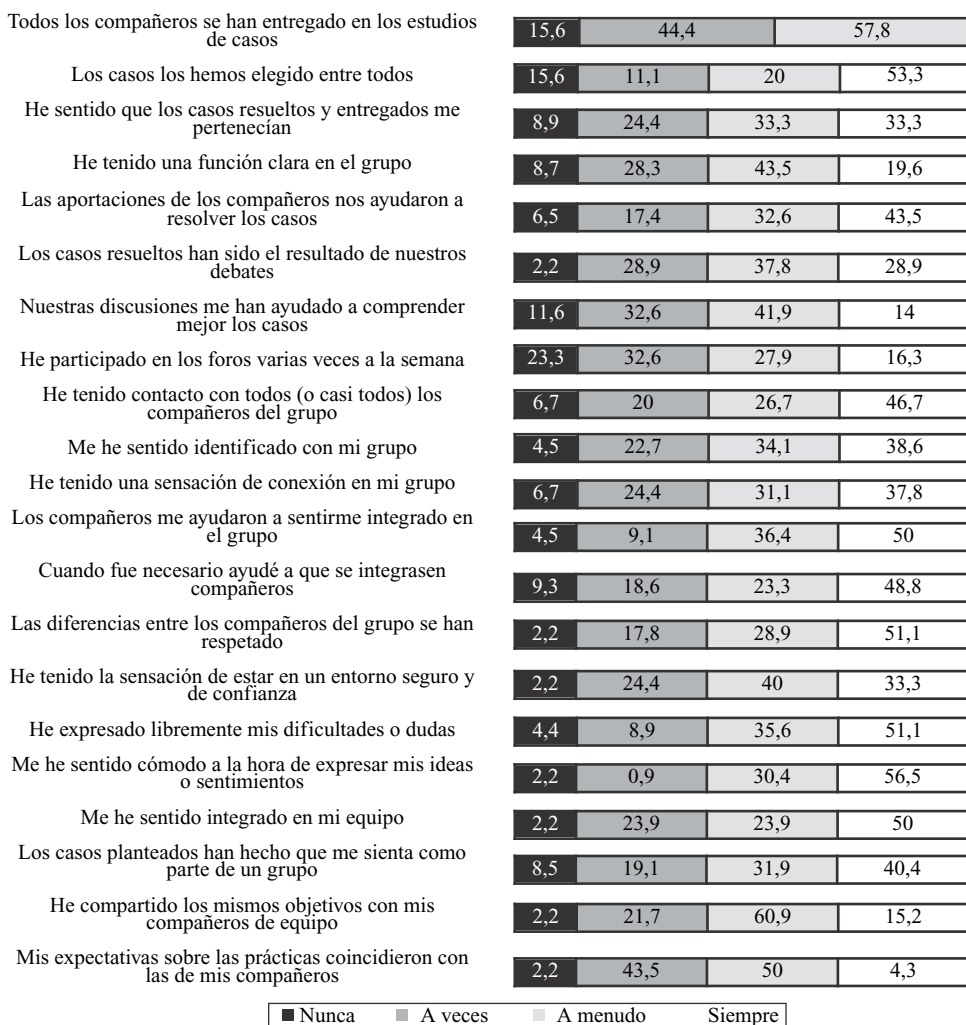 Todos los compañeros se han entregado en los estudios
de casos
15,6 44,4 57,8
Los casos los hemos elegido entre todos
15,6 11,1 20 53,3
He sentido que los casos resueltos y entregados me
pertenecían
8,9 24,4 33,3 33,3
He tenido una función clara en el grupo
8,7 28,3 43,5 19,6
Las aportaciones de los compañeros nos ayudaron a
resolver los casos
6,5 17,4 32,6 43,5
Los casos resueltos han sido el resultado de nuestros
debates
2,2 28,9 37,8 28,9
Nuestras discusiones me han ayudado a comprender
mejor los casos
11,6 32,6 41,9 14
He participado en los foros varias veces a la semana
23,3 32,6 27,9 16,3
He tenido contacto con todos (o casi todos) los
compañeros del grupo
6,7 20 26,7 46,7
Me he sentido identificado con mi grupo
4,5 22,7 34,1 38,6
He tenido una sensación de conexión en mi grupo
6,7 24,4 31,1 37,8
Los compañeros me ayudaron a sentirme integrado en
el grupo
4,5 9,1 36,4 50
Cuando fue necesario ayudé a que se integrasen
compañeros
9,3 18,6 23,3 48,8
Las diferencias entre los compañeros del grupo se han
respetado
2,2 17,8 28,9 51,1
He tenido la sensación de estar en un entorno seguro y
de confianza
2,2 24,4 40 33,3
He expresado libremente mis dificultades o dudas
4,4 8,9 35,6 51,1
Me he sentido cómodo a la hora de expresar mis ideas
o sentimientos
2,2 0,9 30,4 56,5
Me he sentido integrado en mi equipo
2,2 23,9 23,9 50
Los casos planteados han hecho que me sienta como
parte de un grupo
8,5 19,1 31,9 40,4
He compartido los mismos objetivos con mis
compañeros de equipo
2,2 21,7 60,9 15,2
Mis expectativas sobre las prácticas coincidieron con
las de mis compañeros
2,2 43,5 50 4,3
Nunca A veces A menudo Siempre